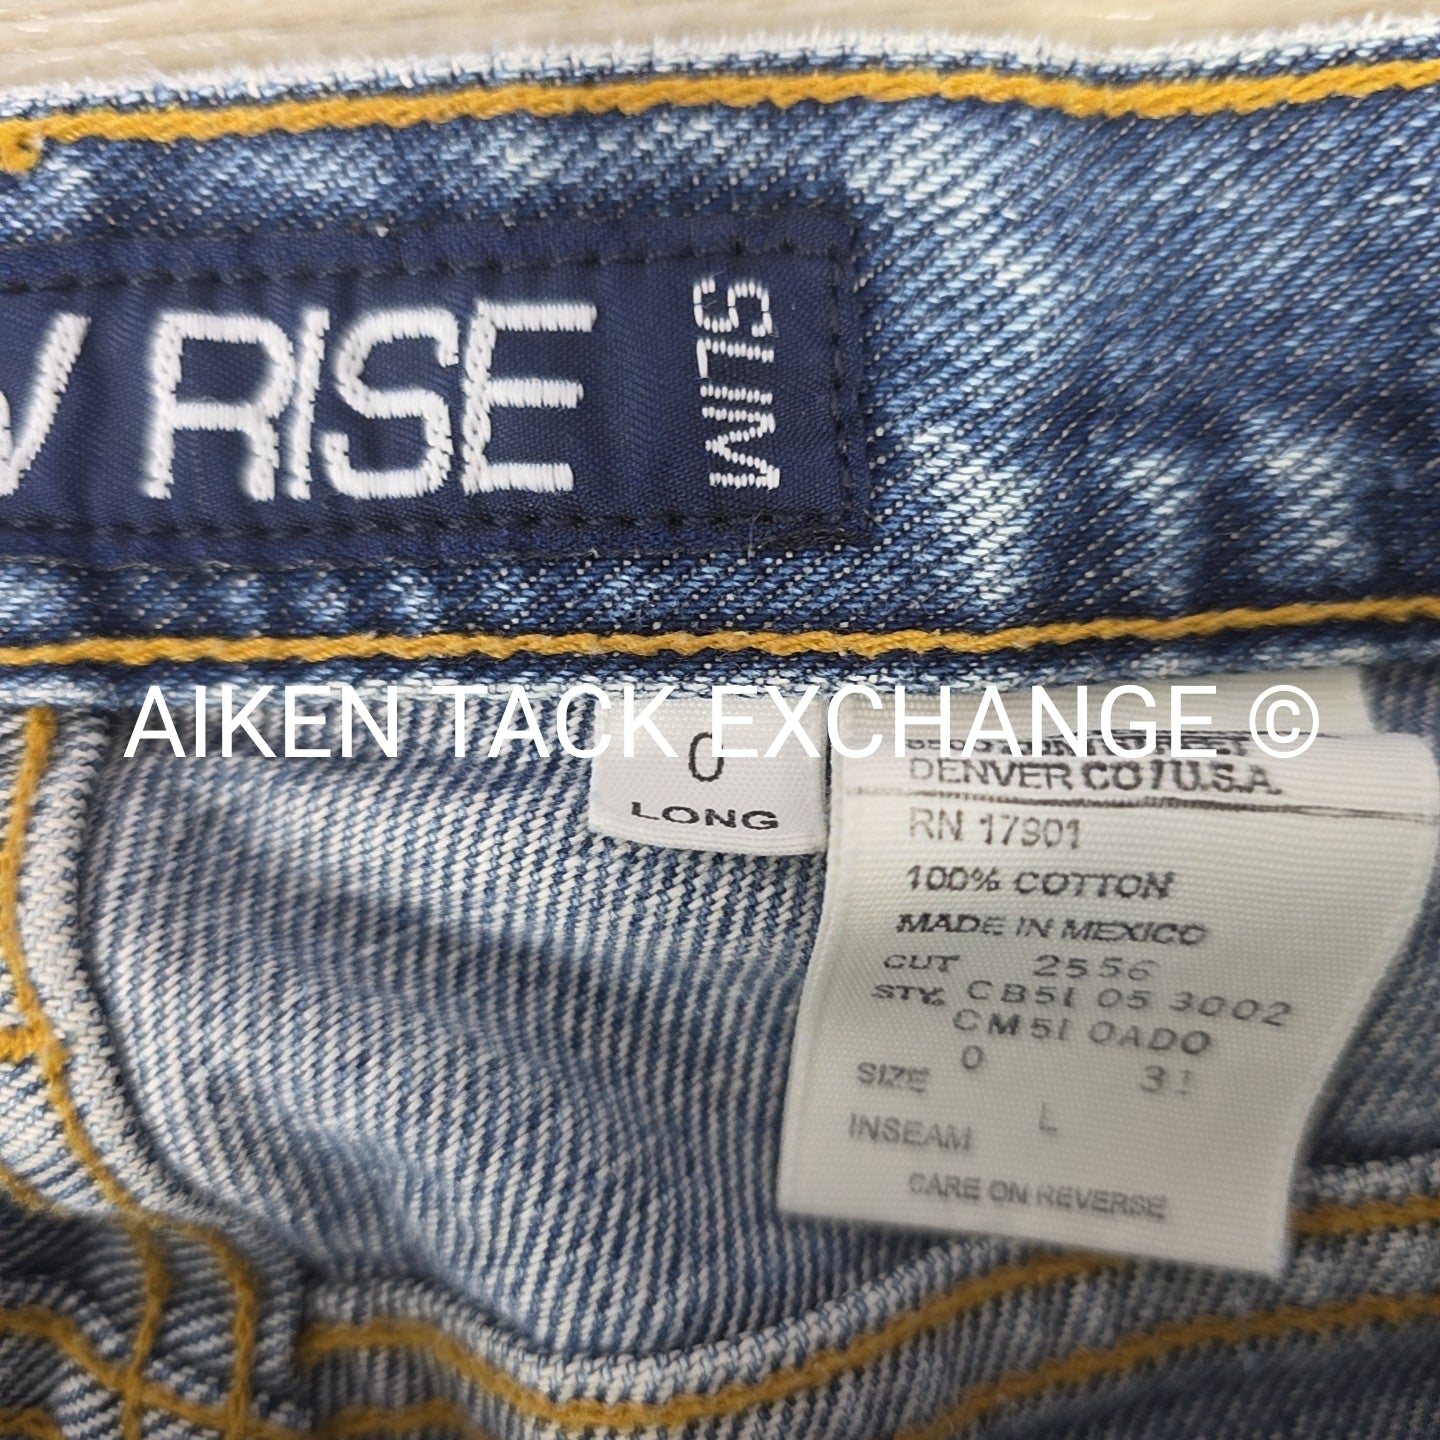 W RISE
SLIM
AIKEN TACK EXCHANGE ©
0
LONG
DENVER CO/U.S.A.
RN 17901
100% COTTON
MADE IN MEXICO
CUT 2556
STY. CB51 05 3002
CM51 0ADO
SIZE 0 31
INSEAM L
CARE ON REVERSE